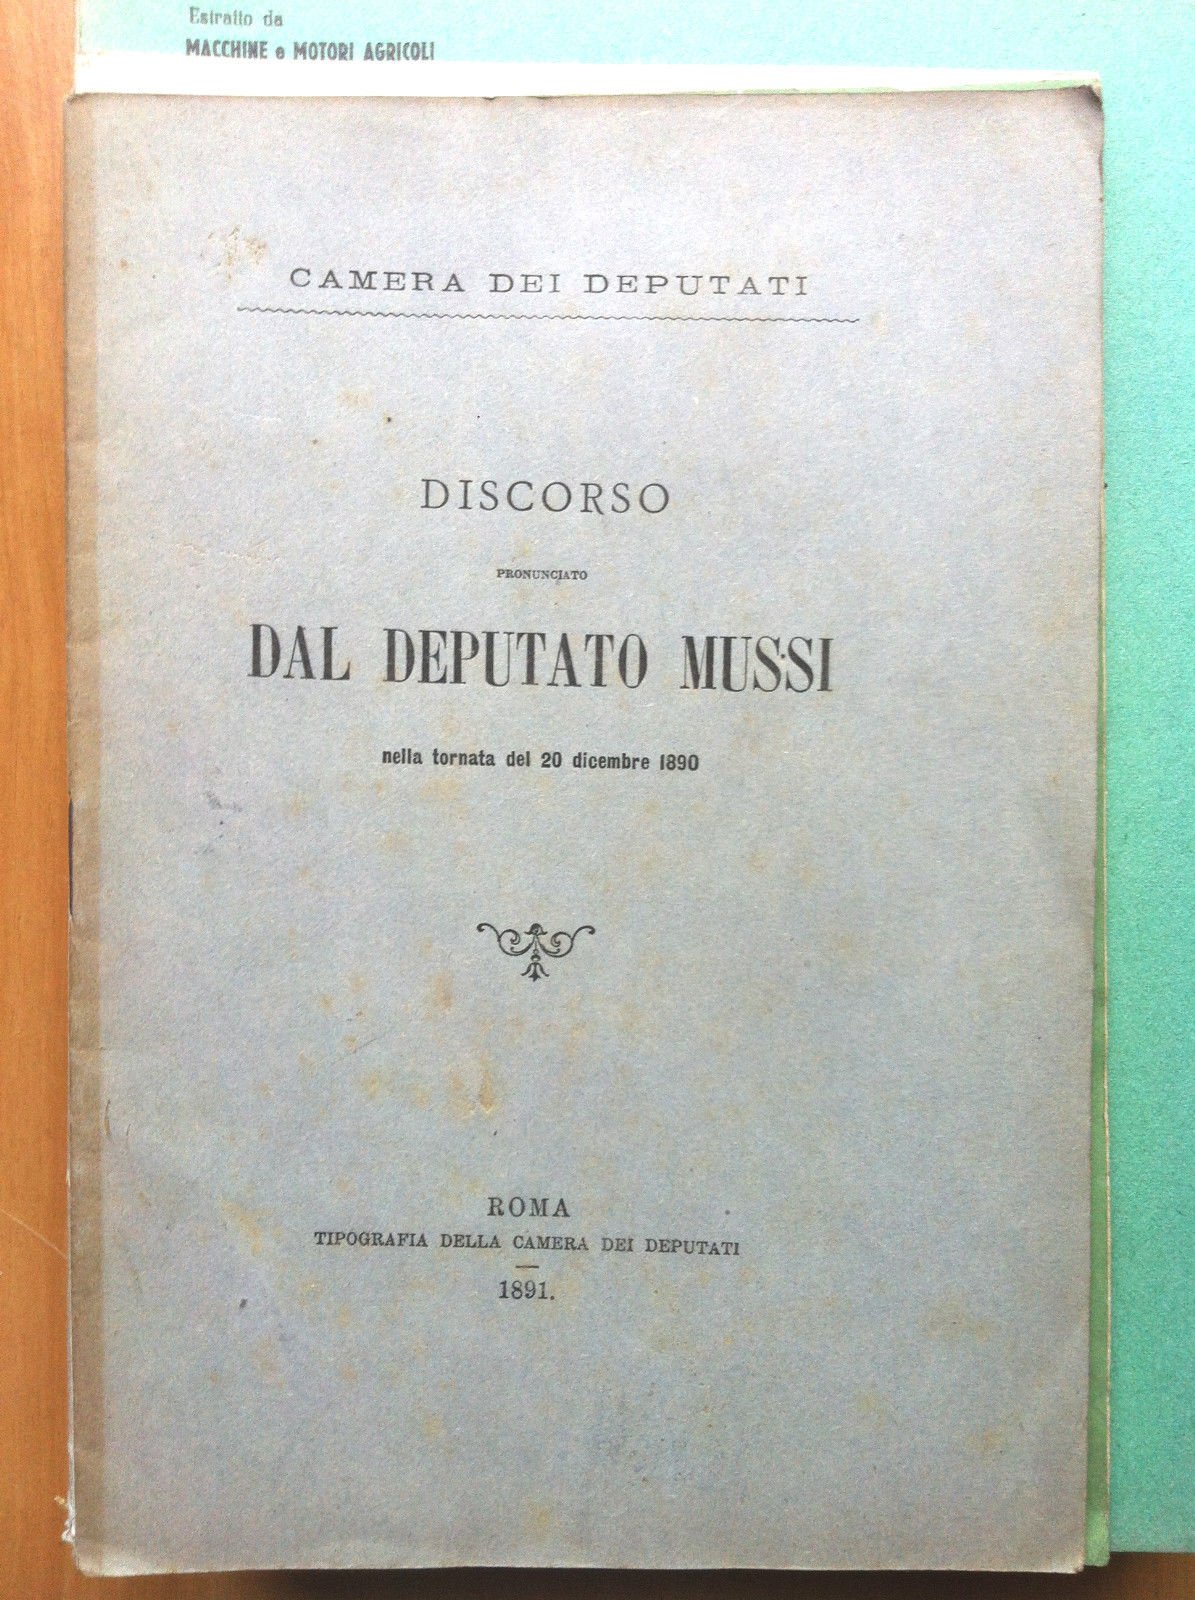 Estratto da
MACCHINE e MOTORI AGRICOLI
CAMERA DEI DEPUTATI
DISCORSO
PRONUNCIATO
DAL DEPUTATO MUSSI
nella tornata del 20 dicembre 1890
ROMA
TIPOGRAFIA DELLA CAMERA DEI DEPUTATI
1891.